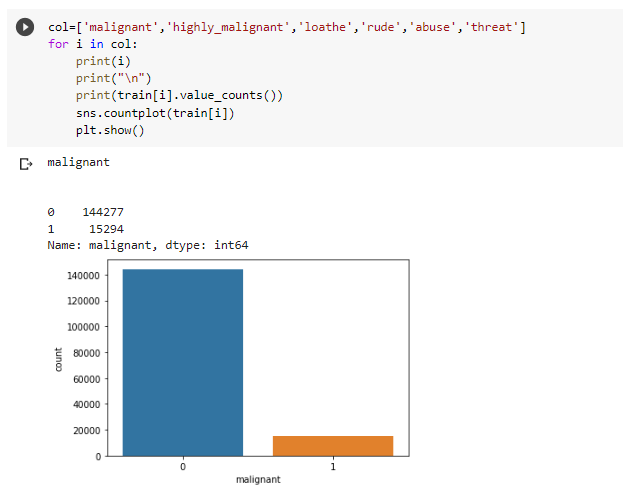 col=['malignant','highly_malignant','loathe','rude','abuse','threat']
for i in col:
    print(i)
    print("\n")
    print(train[i].value_counts())
    sns.countplot(train[i])
    plt.show()
malignant
0    144277
1     15294
Name: malignant, dtype: int64
140000
120000
100000
80000
60000
40000
20000
0
count
0 1
malignant